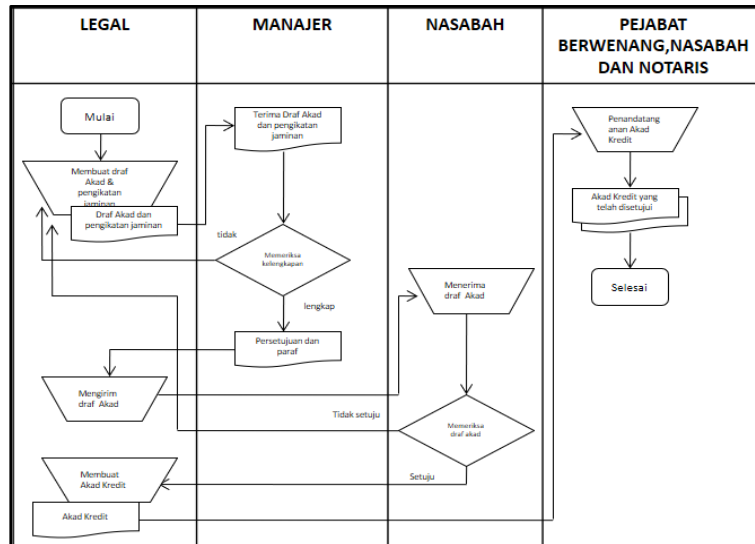 LEGAL
MANAJER
NASABAH
PEJABAT
BERWENANG,NASABAH
DAN NOTARIS
Mulai
Membuat draf
Akad &
pengikatan
jaminan
Draf Akad dan
pengikatan jaminan
Terima Draf Akad
dan pengikatan
jaminan
tidak
Memeriksa
kelengkapan
lengkap
Persetujuan dan
paraf
Mengirim
draf Akad
Menerima
draf Akad
Tidak setuju
Memeriksa
draf akad
Setuju
Membuat
Akad Kredit
Akad Kredit
Penandatang
anan Akad
Kredit
Akad Kredit yang
telah disetujui
Selesai